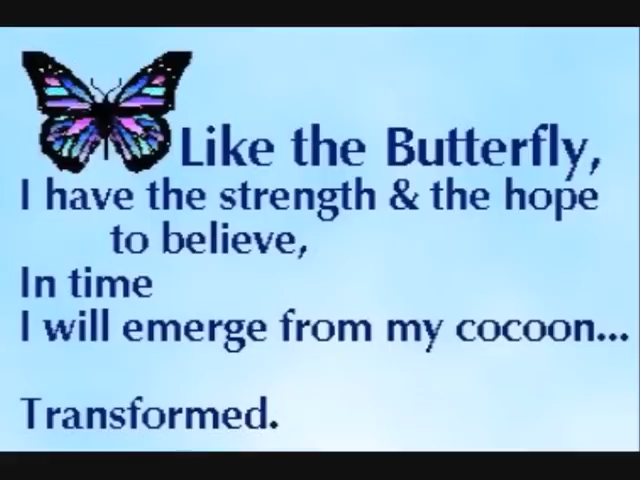 Like the Butterfly,
I have the strength & the hope
to believe,
In time
I will emerge from my cocoon...
Transformed.